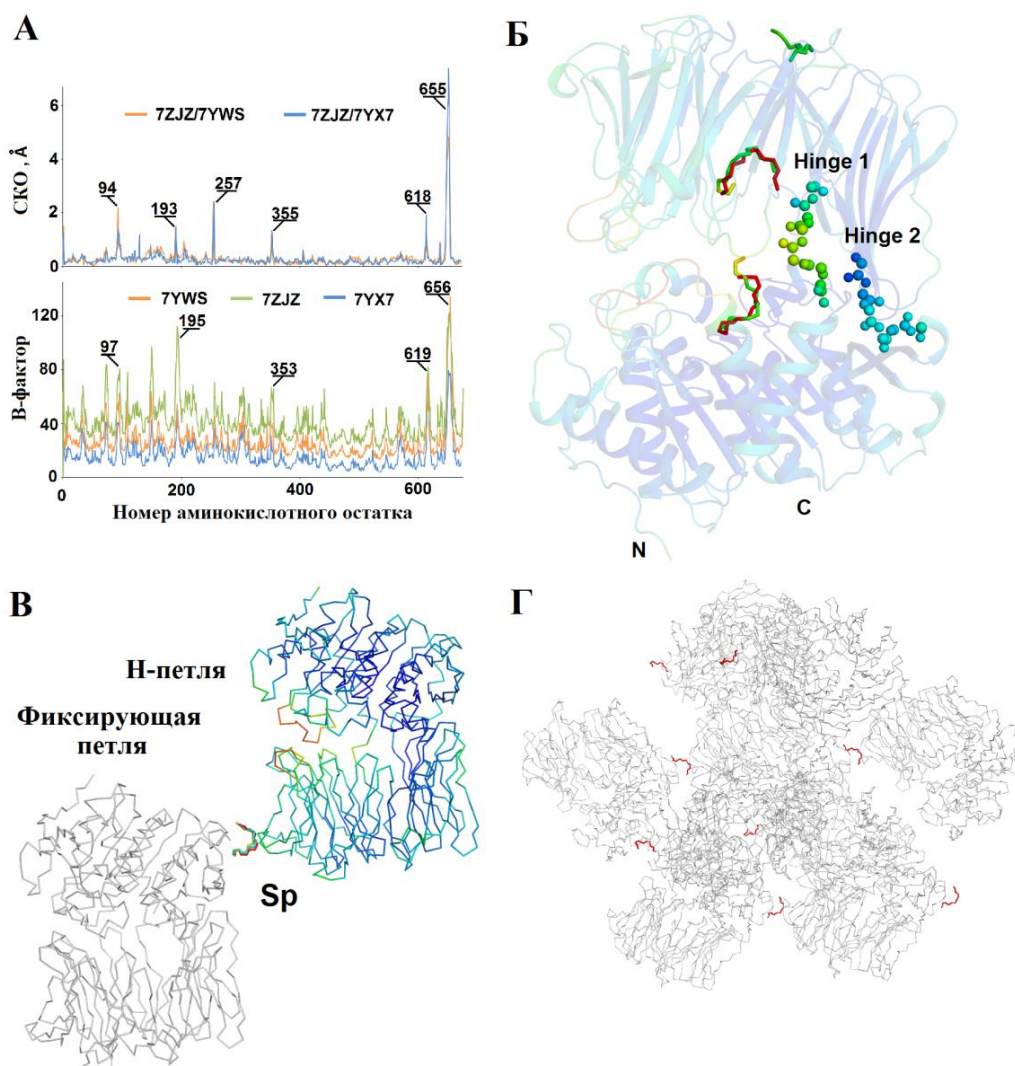 А
СКО , Å
6
4
2
0
7ZJZ/7YWS
7ZJZ/7YX7
94
193
257
355
618
655
В-фактор
120
80
40
0
7YWS
7ZJZ
7YX7
97
195
353
619
656
0
200
400
600
Номер аминокислотного остатка
Б
Hinge 1
Hinge 2
C
N
В
Н-петля
Фиксирующая
петля
Sp
Г